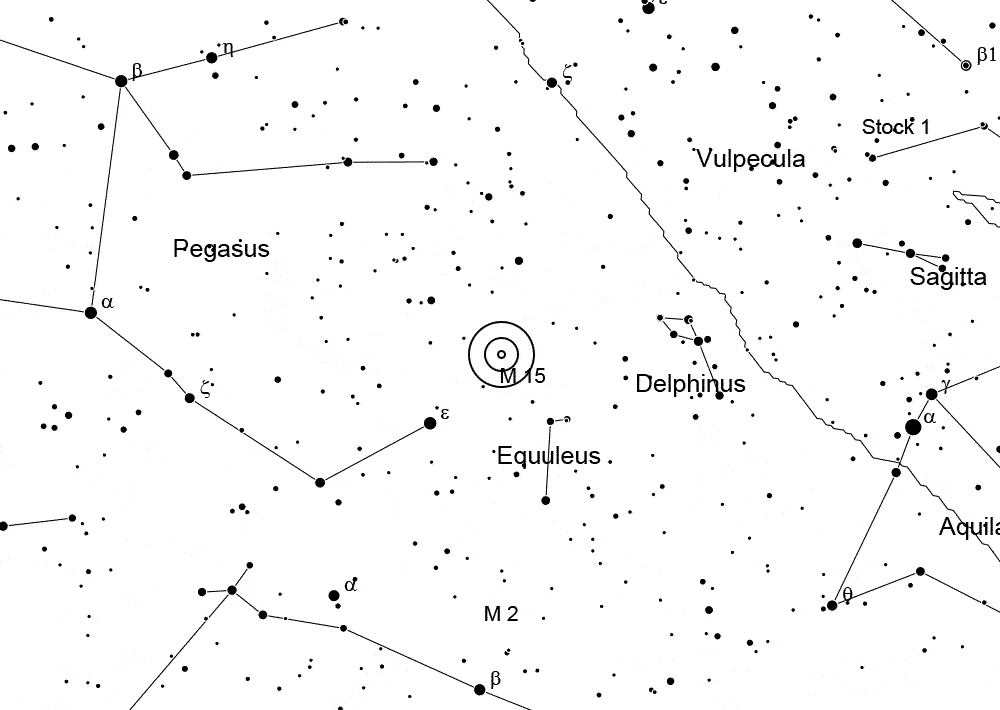 ε
η
β1
β
ζ
Stock 1
Vulpecula
Pegasus
Sagitta
α
M 15
Delphinus
γ
ζ
ε
α
Equuleus
Aquila
α
θ
M 2
β